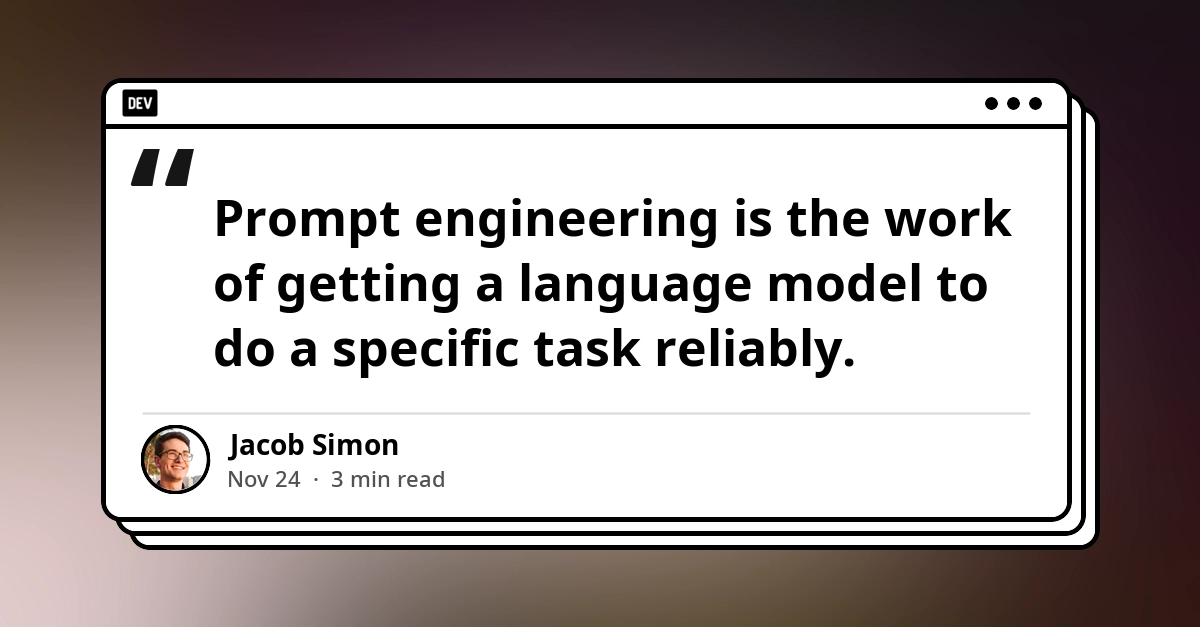 DEV
“
Prompt engineering is the work
of getting a language model to
do a specific task reliably.
Jacob Simon
Nov 24 · 3 min read